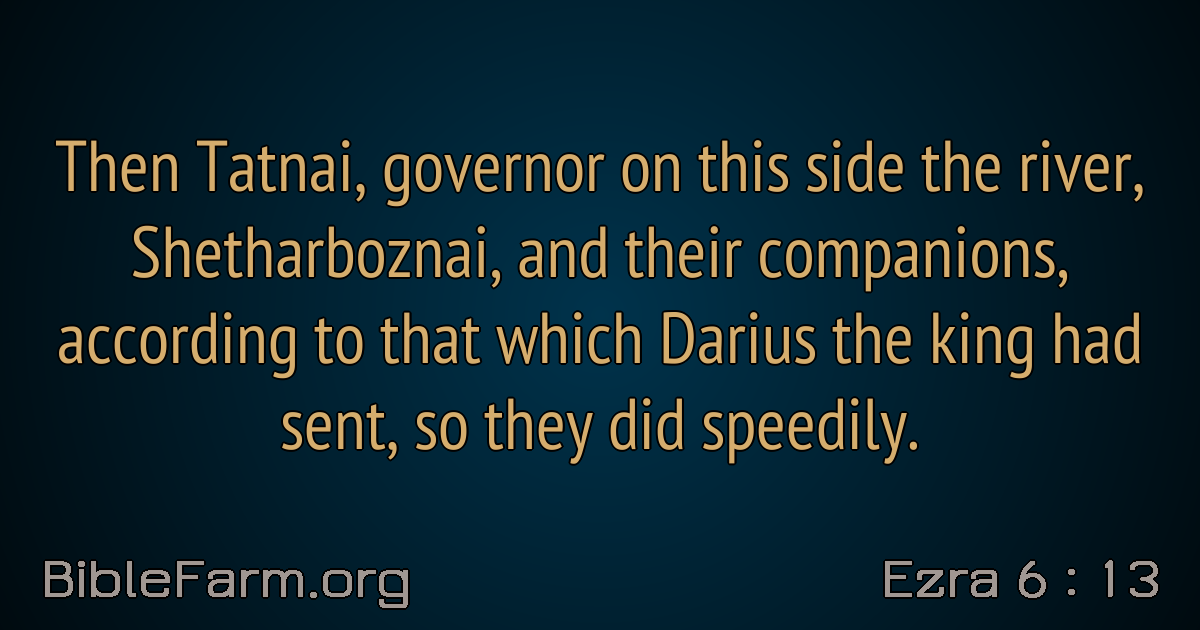 Then Tatnai, governor on this side the river,
Shetharboznai, and their companions,
according to that which Darius the king had
sent, so they did speedily.
BibleFarm.org
Ezra 6 : 13